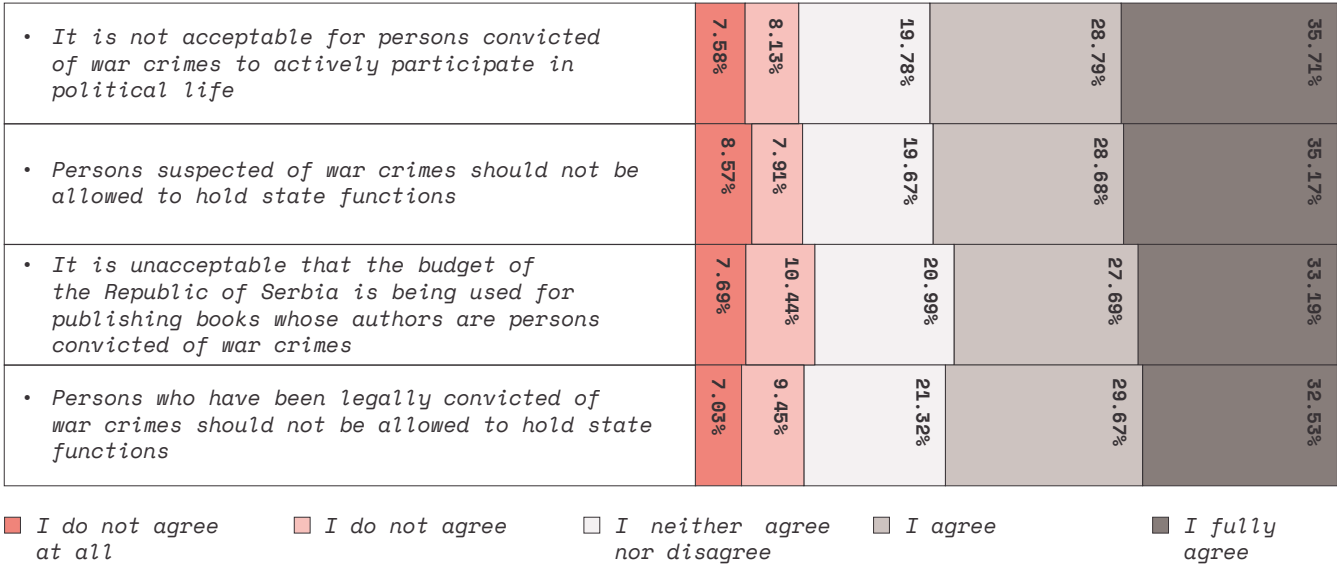 • It is not acceptable for persons convicted
of war crimes to actively participate in
political life
7.58%
8.13%
19.78%
28.79%
35.71%
• Persons suspected of war crimes should not be
allowed to hold state functions
8.57%
7.91%
19.67%
28.68%
35.17%
• It is unacceptable that the budget of
the Republic of Serbia is being used for
publishing books whose authors are persons
convicted of war crimes
7.69%
10.44%
20.99%
27.69%
33.19%
• Persons who have been legally convicted of
war crimes should not be allowed to hold state
functions
7.03%
9.45%
21.32%
29.67%
32.53%
I do not agree
at all
I do not agree
I neither agree
nor disagree
I agree
I fully
agree